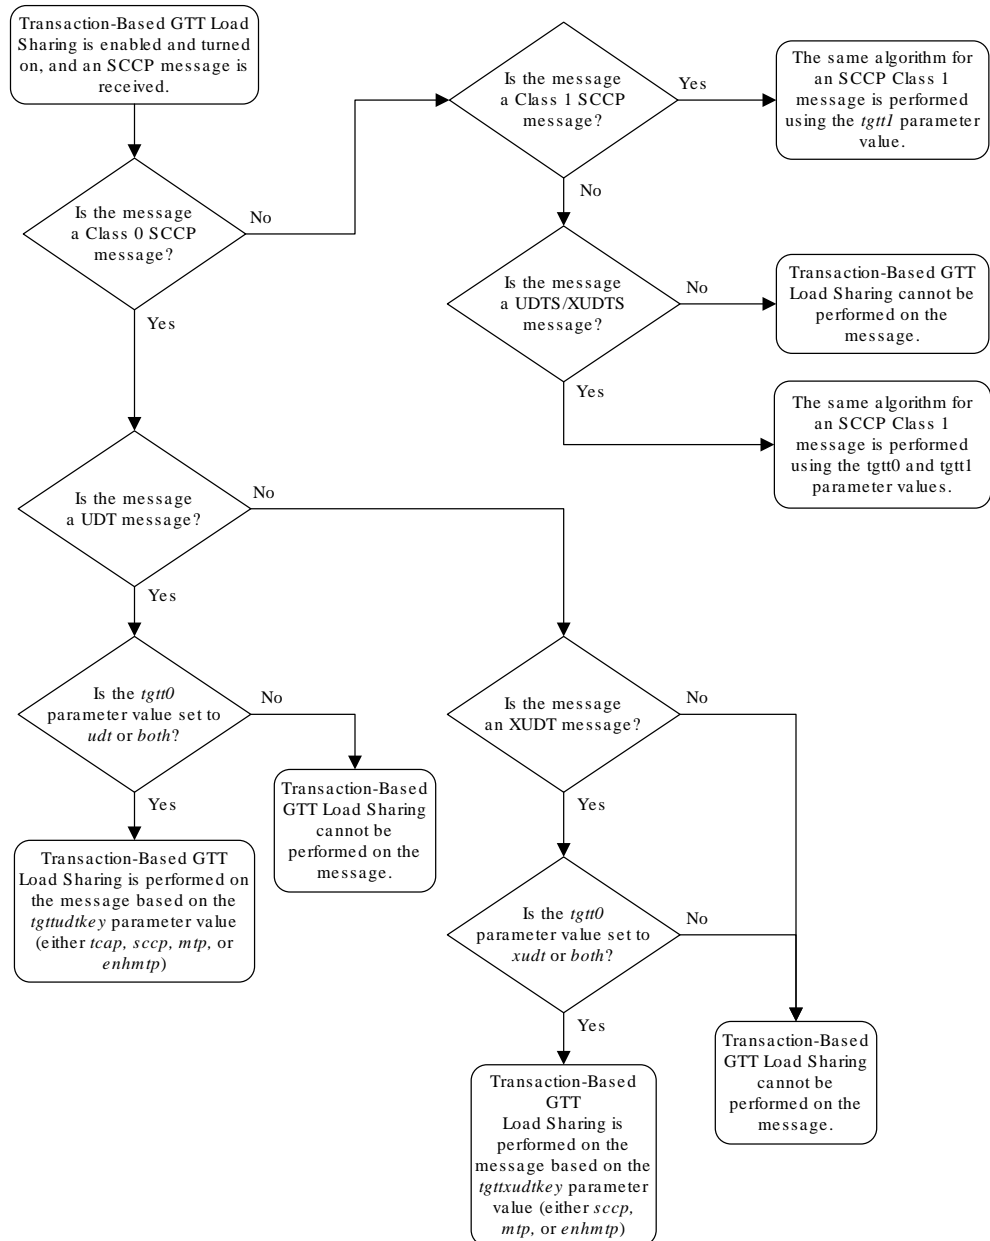 Transaction-Based GTT Load
Sharing is enabled and turned
on, and an SCCP message is
received.
Is the message
a Class 1 SCCP
message?
Yes
The same algorithm for
an SCCP Class 1
message is performed
using the tgtt1 parameter
value.
No
Is the message
a Class 0 SCCP
message?
No
Yes
Is the message
a UDTS/XUDTS
message?
No
Transaction-Based GTT
Load Sharing cannot be
performed on the
message.
Yes
The same algorithm for
an SCCP Class 1
message is performed
using the tgtt0 and tgtt1
parameter values.
Is the message
a UDT message?
No
Yes
Is the tgtt0
parameter value set to
udt or both?
No
Yes
Transaction-Based
GTT Load Sharing
cannot be
performed on the
message.
Transaction-Based GTT
Load Sharing is performed on
the message based on the
tgttudtkey parameter value
(either tcap, sccp, mtp, or
enhmtp)
Is the message
an XUDT message?
No
Yes
Is the tgtt0
parameter value set to
xudt or both?
No
Yes
Transaction-Based
GTT Load Sharing
cannot be
performed on the
message.
Transaction-Based
GTT
Load Sharing is
performed on the
message based on the
tgttxudtkey parameter
value (either sccp,
mtp, or enhmtp)